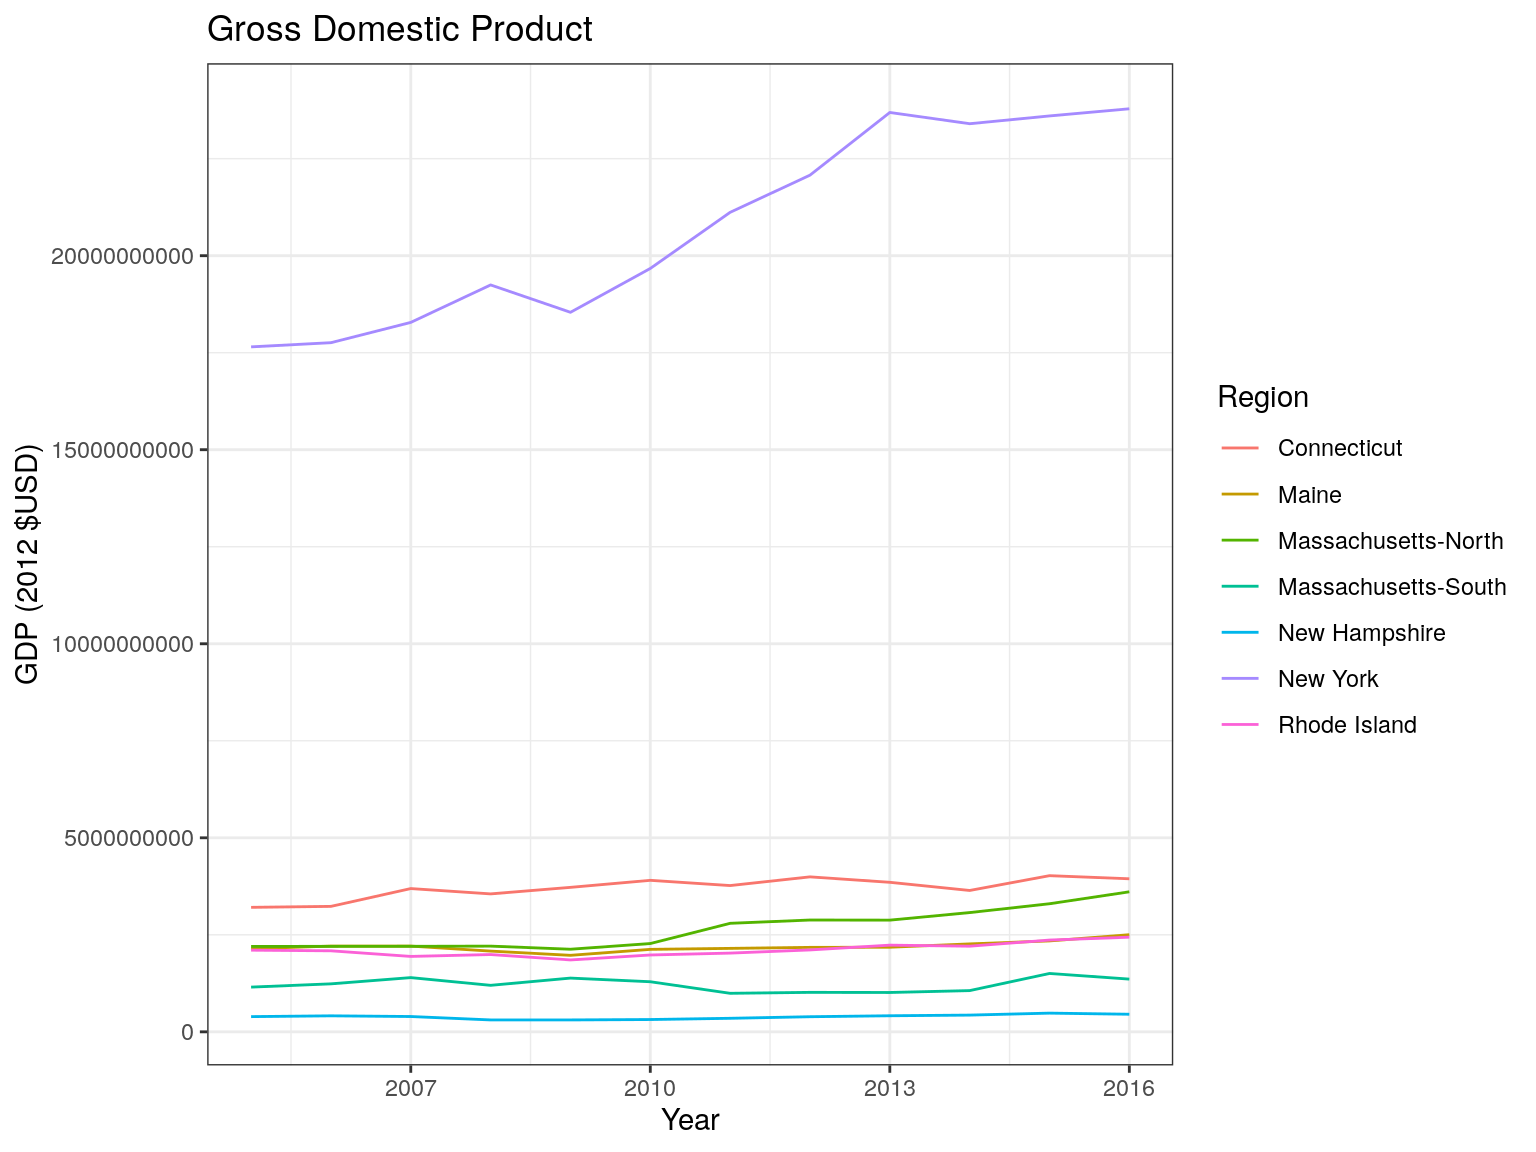 Gross Domestic Product
GDP (2012 $USD)
20000000000
15000000000
10000000000
5000000000
0
2007 2010 2013 2016
Year
Region
Connecticut
Maine
Massachusetts-North
Massachusetts-South
New Hampshire
New York
Rhode Island